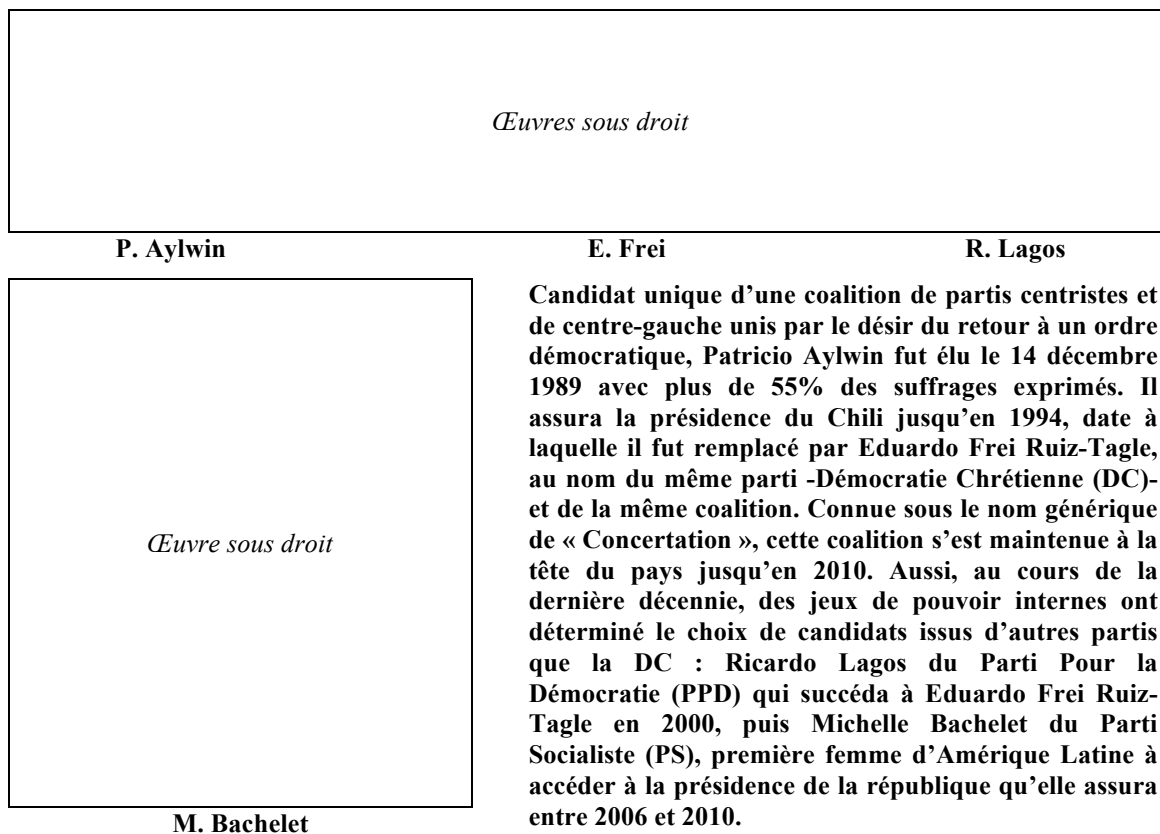 Œuvres sous droit
P. Aylwin E. Frei R. Lagos
Œuvre sous droit
M. Bachelet
Candidat unique d’une coalition de partis centristes et
de centre-gauche unis par le désir du retour à un ordre
démocratique, Patricio Aylwin fut élu le 14 décembre
1989 avec plus de 55% des suffrages exprimés. Il
assura la présidence du Chili jusqu’en 1994, date à
laquelle il fut remplacé par Eduardo Frei Ruiz-Tagle,
au nom du même parti -Démocratie Chrétienne (DC)-
et de la même coalition. Connue sous le nom générique
de « Concertation », cette coalition s’est maintenue à la
tête du pays jusqu’en 2010. Aussi, au cours de la
dernière décennie, des jeux de pouvoir internes ont
déterminé le choix de candidats issus d’autres partis
que la DC : Ricardo Lagos du Parti Pour la
Démocratie (PPD) qui succéda à Eduardo Frei Ruiz-
Tagle en 2000, puis Michelle Bachelet du Parti
Socialiste (PS), première femme d’Amérique Latine à
accéder à la présidence de la république qu’elle assura
entre 2006 et 2010.